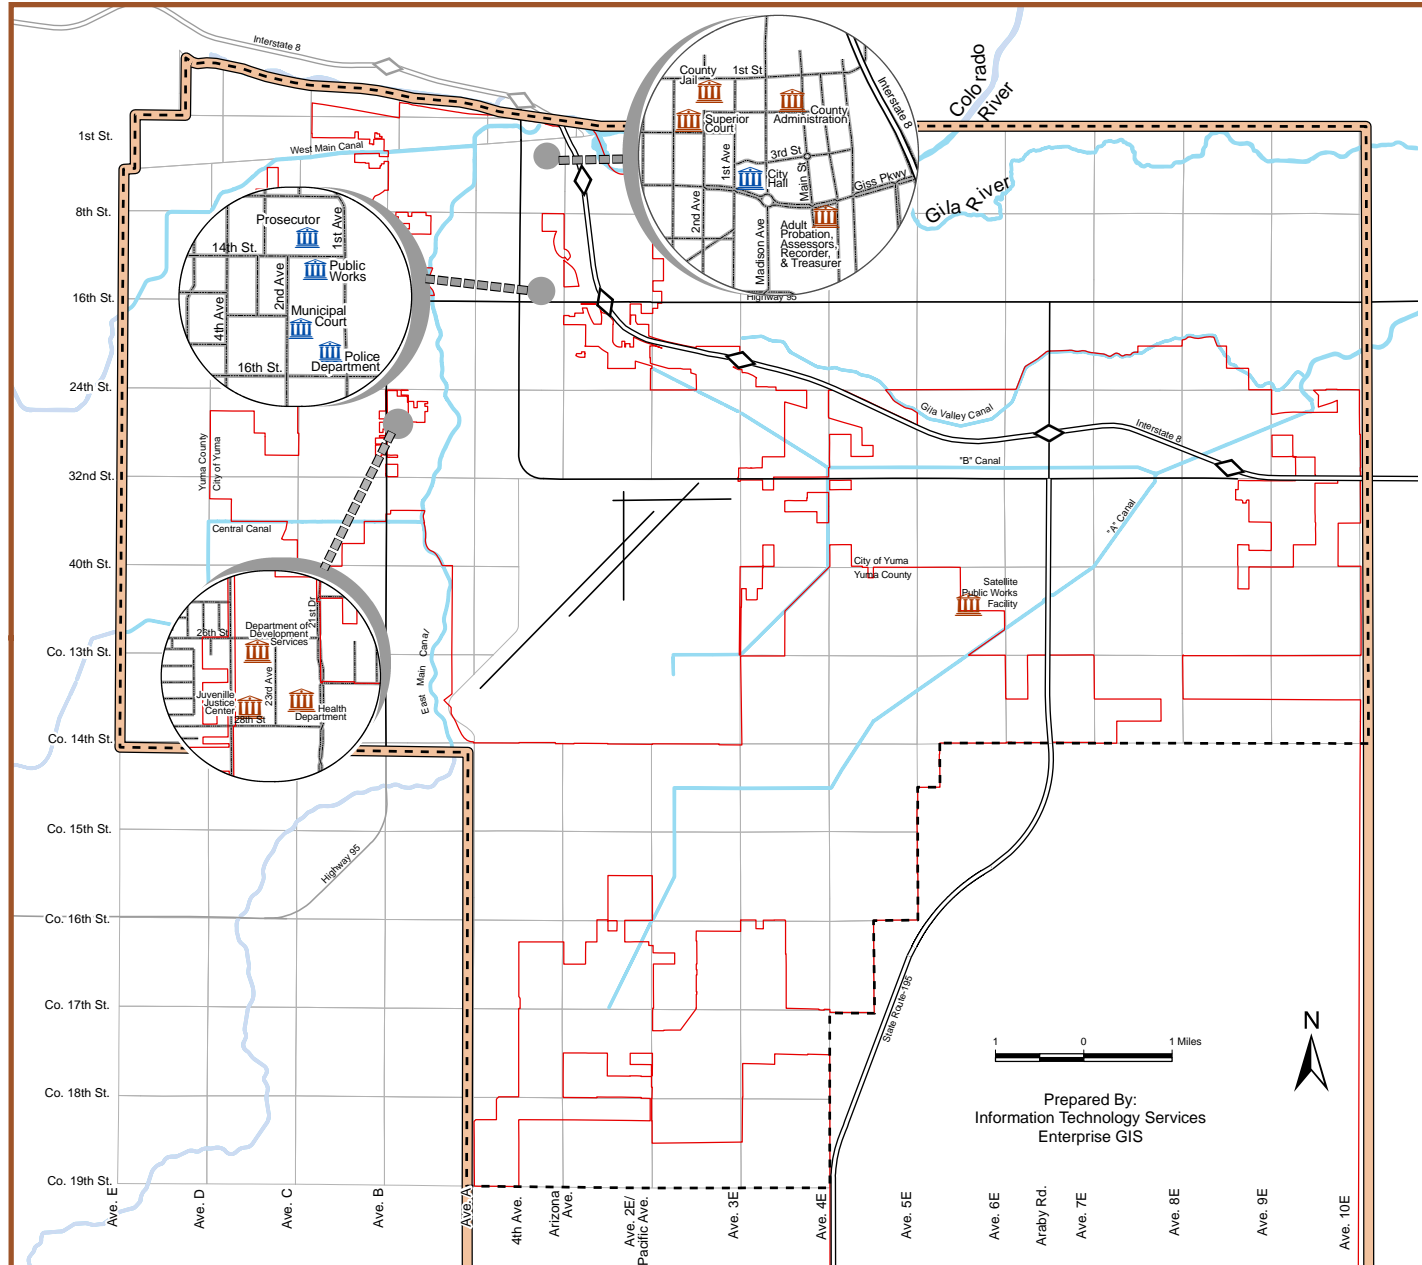 Interstate 8
Colorado
River
Gila River
1st St.
8th St.
16th St.
24th St.
32nd St.
40th St.
Co. 13th St.
Co. 14th St.
Co. 15th St.
Co. 16th St.
Co. 17th St.
Co. 18th St.
Co. 19th St.
West Main Canal
County
Jail
1st St
Superior
Court
County
Administration
Interstate 8
1st Ave
3rd St
Main St
City
Hall
Giss Pkwy
2nd Ave
Madison Ave
Adult
Probation,
Assessors,
Recorder,
& Treasurer
Highway 95
Prosecutor
1st Ave
14th St.
Public
Works
2nd Ave
4th Ave
Municipal
Court
Police
Department
16th St.
Yuma County
City of Yuma
Central Canal
Gila Valley Canal
Interstate 8
"B" Canal
"A" Canal
City of Yuma
Yuma County
Satellite
Public Works
Facility
21st Dr
26th St
Department of
Development
Services
23rd Ave
Juvenille
Justice
Center
Health
Department
28th St
East Main Canal
Highway 95
State Route-195
1 0 1 Miles
N
Prepared By:
Information Technology Services
Enterprise GIS
Ave. E
Ave. D
Ave. C
Ave. B
Ave. A
4th Ave.
Arizona
Ave.
Ave. 2E/
Pacific Ave.
Ave. 3E
Ave. 4E
Ave. 5E
Ave. 6E
Araby Rd.
Ave. 7E
Ave. 8E
Ave. 9E
Ave. 10E